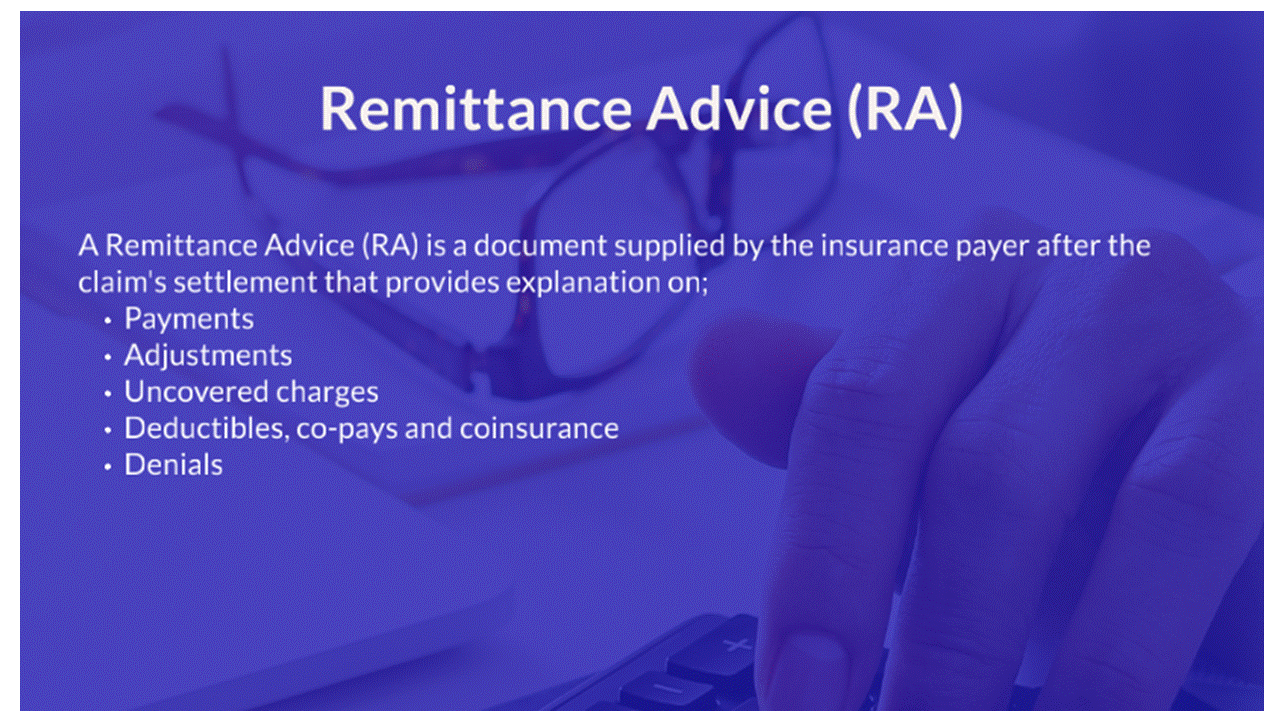 Remittance Advice (RA)
A Remittance Advice (RA) is a document supplied by the insurance payer after the
claim's settlement that provides explanation on;
• Payments
• Adjustments
• Uncovered charges
• Deductibles, co-pays and coinsurance
• Denials
+
−